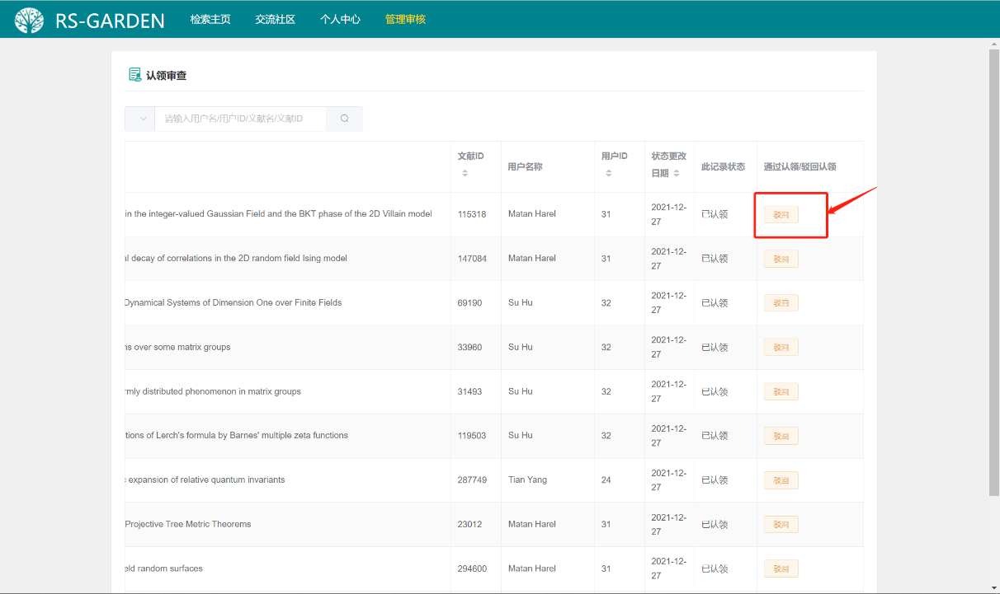 RS-GARDEN 检索主页 交流社区 个人中心 管理审核
认领审查
请输入用户名/用户ID/文献名/文献ID
文献ID 用户名称 用户ID 状态更改日期 此记录状态 通过认领/驳回认领
in the integer-valued Gaussian Field and the BKT phase of the 2D Villain model 115318 Matan Harel 31 2021-12-27 已认领 驳回
al decay of correlations in the 2D random field Ising model 147084 Matan Harel 31 2021-12-27 已认领 驳回
Dynamical Systems of Dimension One over Finite Fields 69190 Su Hu 32 2021-12-27 已认领 驳回
ns over some matrix groups 33960 Su Hu 32 2021-12-27 已认领 驳回
rmly distributed phenomenon in matrix groups 31493 Su Hu 32 2021-12-27 已认领 驳回
tions of Lerch's formula by Barnes' multiple zeta functions 119503 Su Hu 32 2021-12-27 已认领 驳回
expansion of relative quantum invariants 287749 Tian Yang 24 2021-12-27 已认领 驳回
Projective Tree Metric Theorems 23012 Matan Harel 31 2021-12-27 已认领 驳回
eld random surfaces 294600 Matan Harel 31 2021-12-27 已认领 驳回